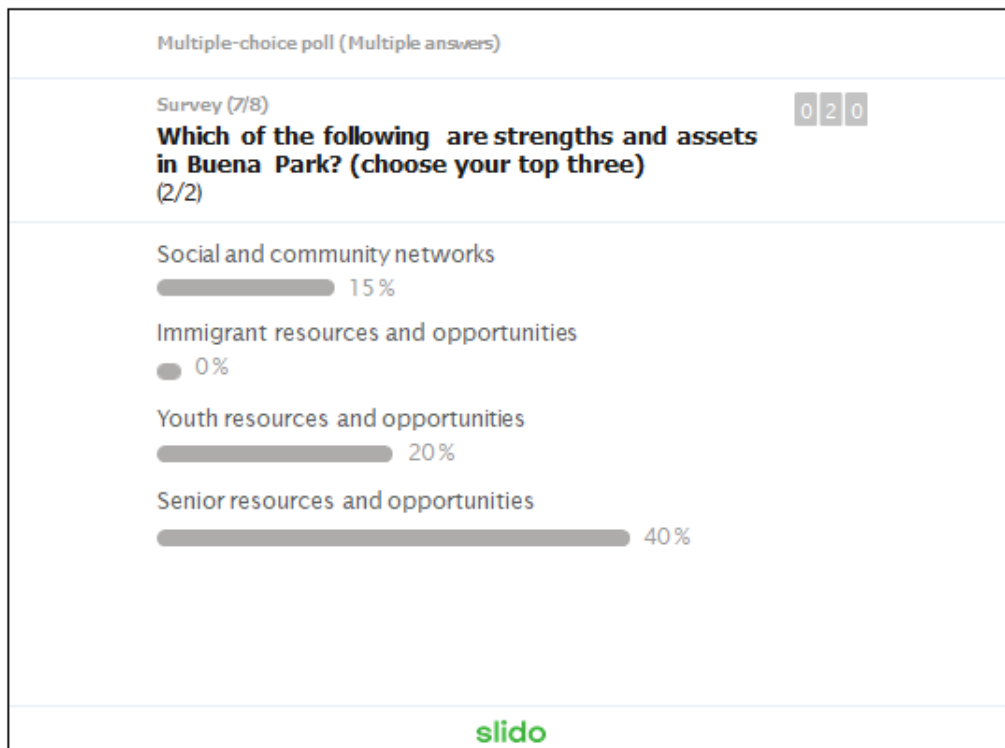 Multiple-choice poll (Multiple answers)
Survey (7/8)
0 2 0
Which of the following are strengths and assets
in Buena Park? (choose your top three)
(2/2)
Social and community networks
15%
Immigrant resources and opportunities
0%
Youth resources and opportunities
20%
Senior resources and opportunities
40%
slido